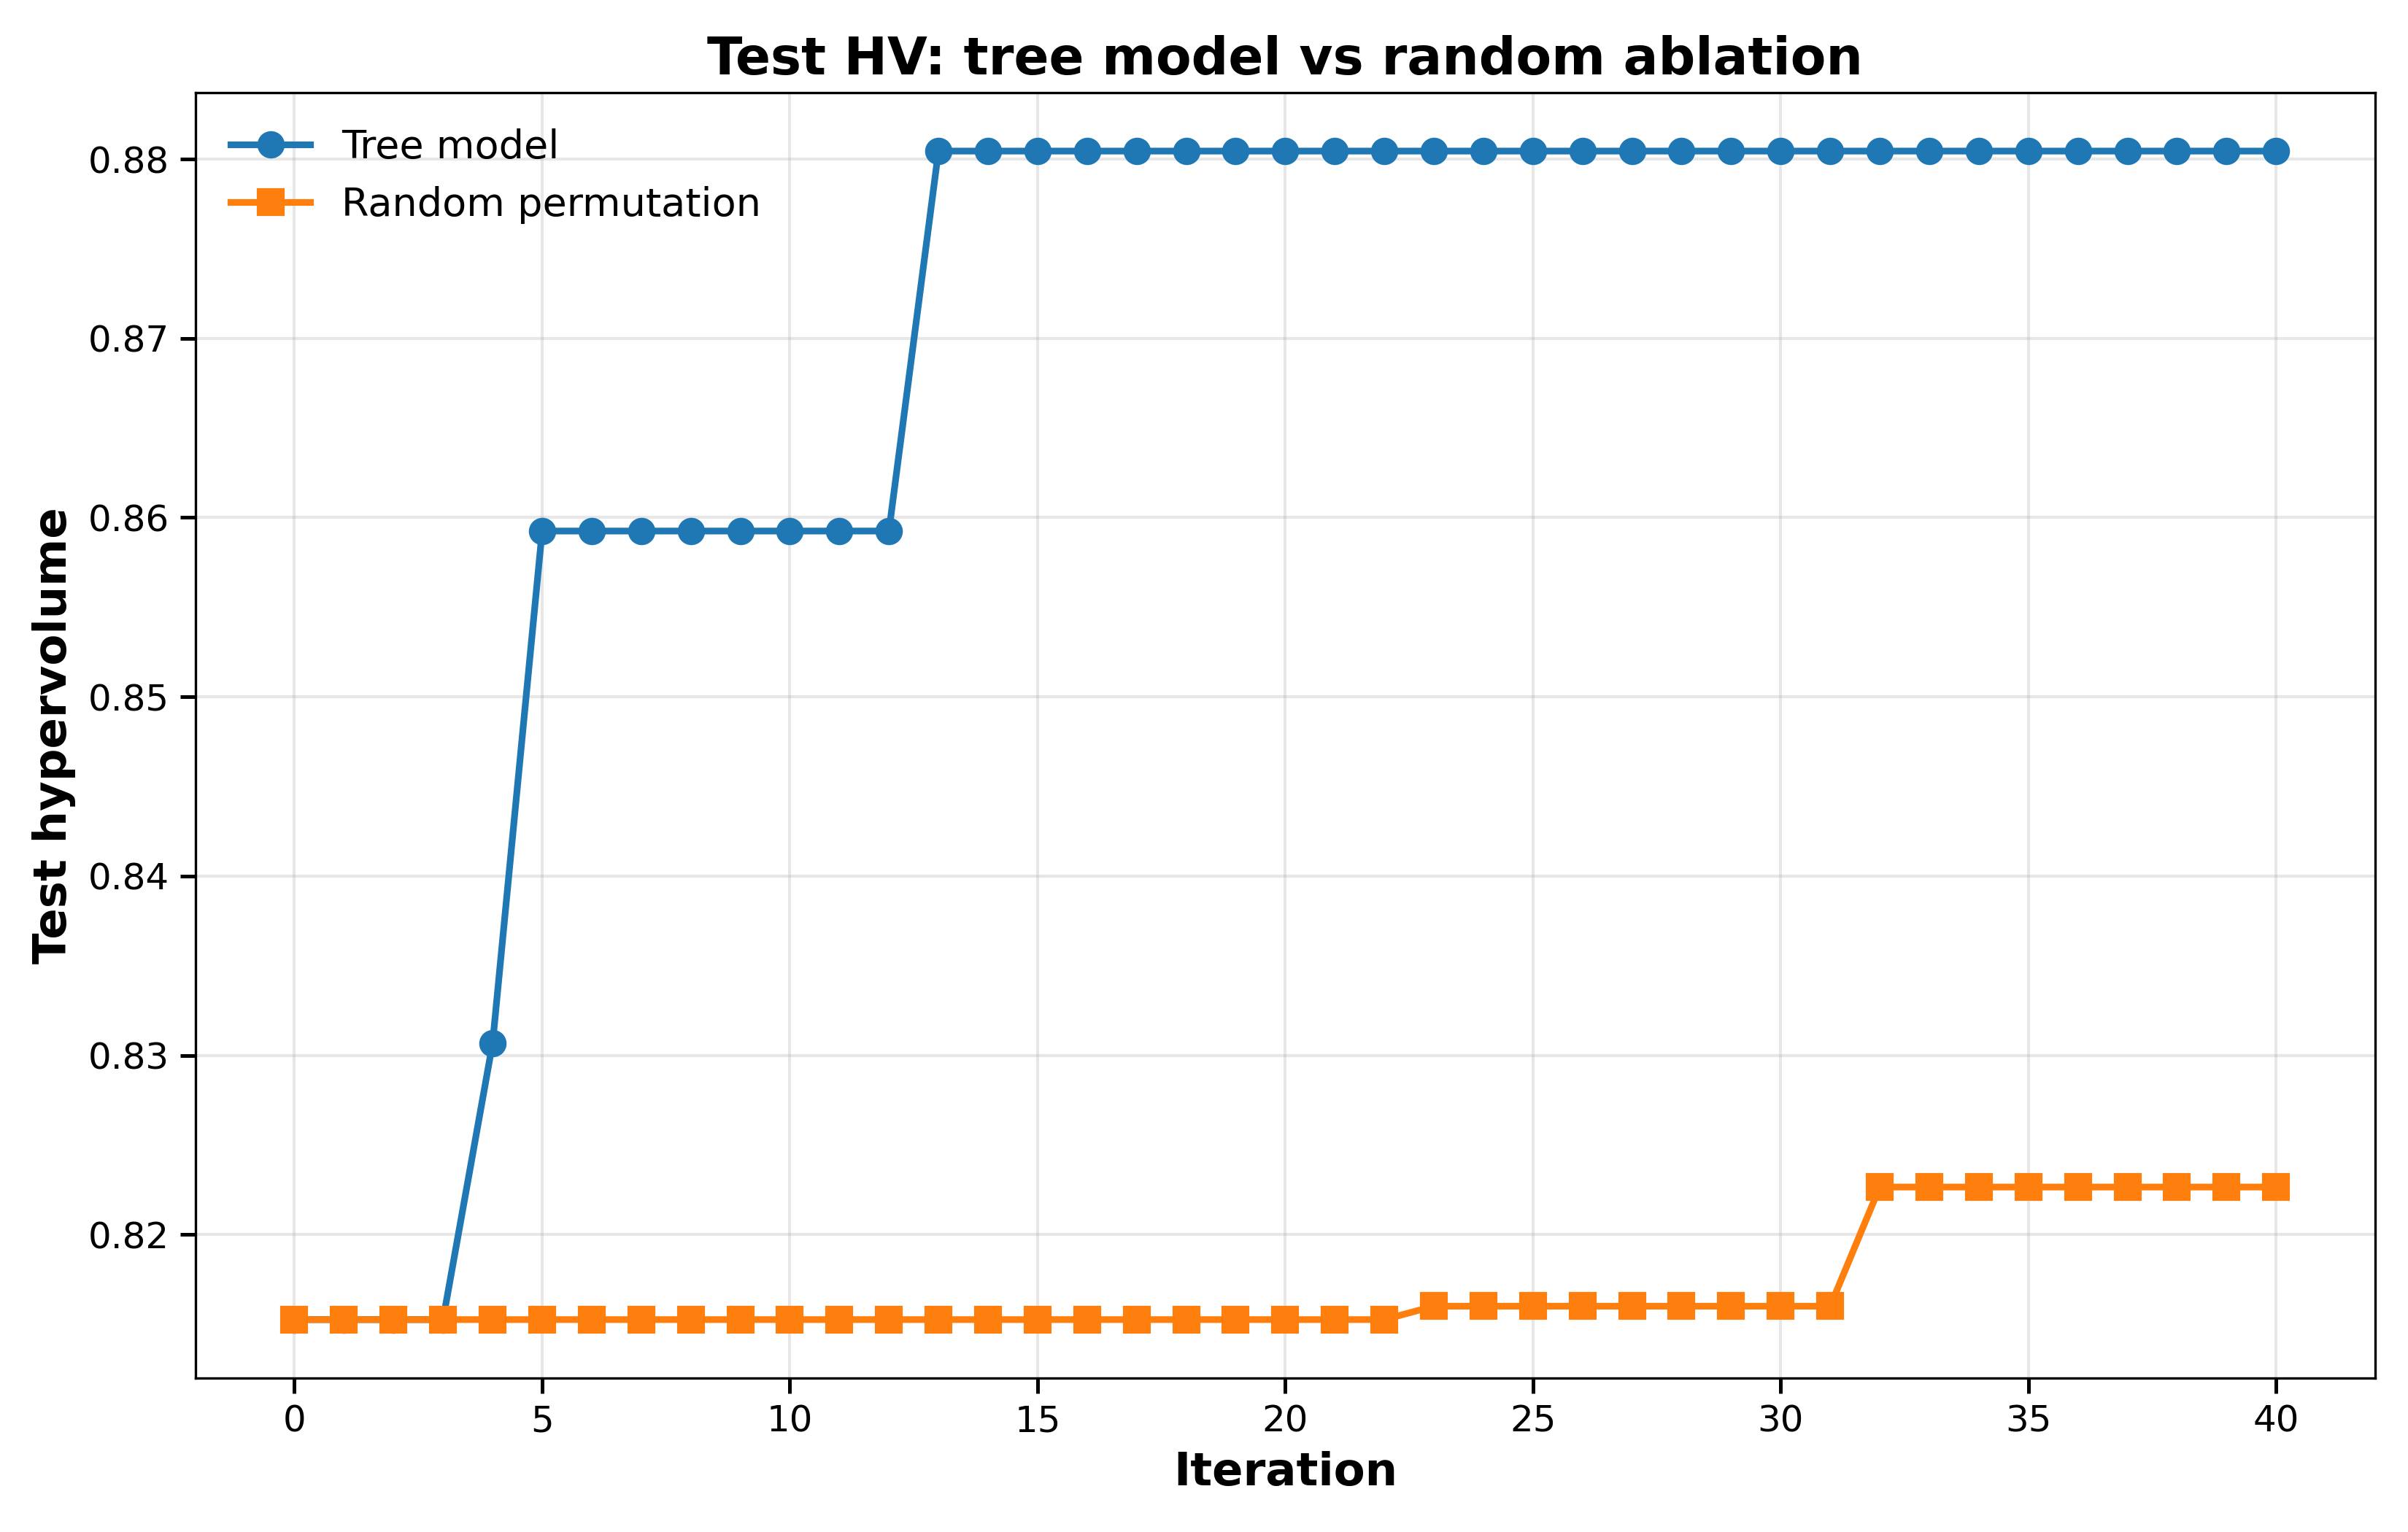 Test HV: tree model vs random ablation
Tree model
Random permutation
0.88
0.87
0.86
0.85
0.84
0.83
0.82
Test hypervolume
0 5 10 15 20 25 30 35 40
Iteration